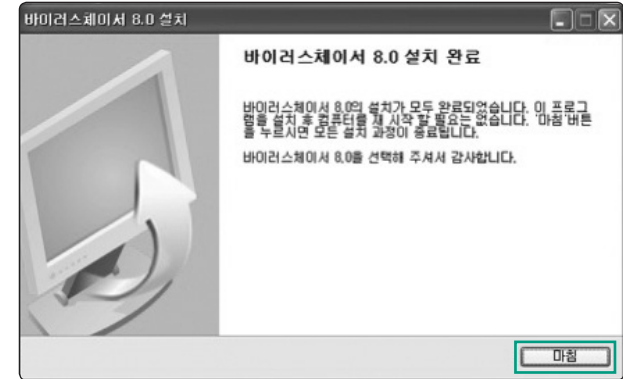 바이러스체이서 8.0 설치
바이러스체이서 8.0 설치 완료
바이러스체이서 8.0의 설치가 모두 완료되었습니다. 이 프로그
램을 설치 후 컴퓨터를 재 시작 할 필요는 없습니다. '마침'버튼
을 누르시면 모든 설치 과정이 종료됩니다.
바이러스체이서 8.0을 선택해 주셔서 감사합니다.
마침